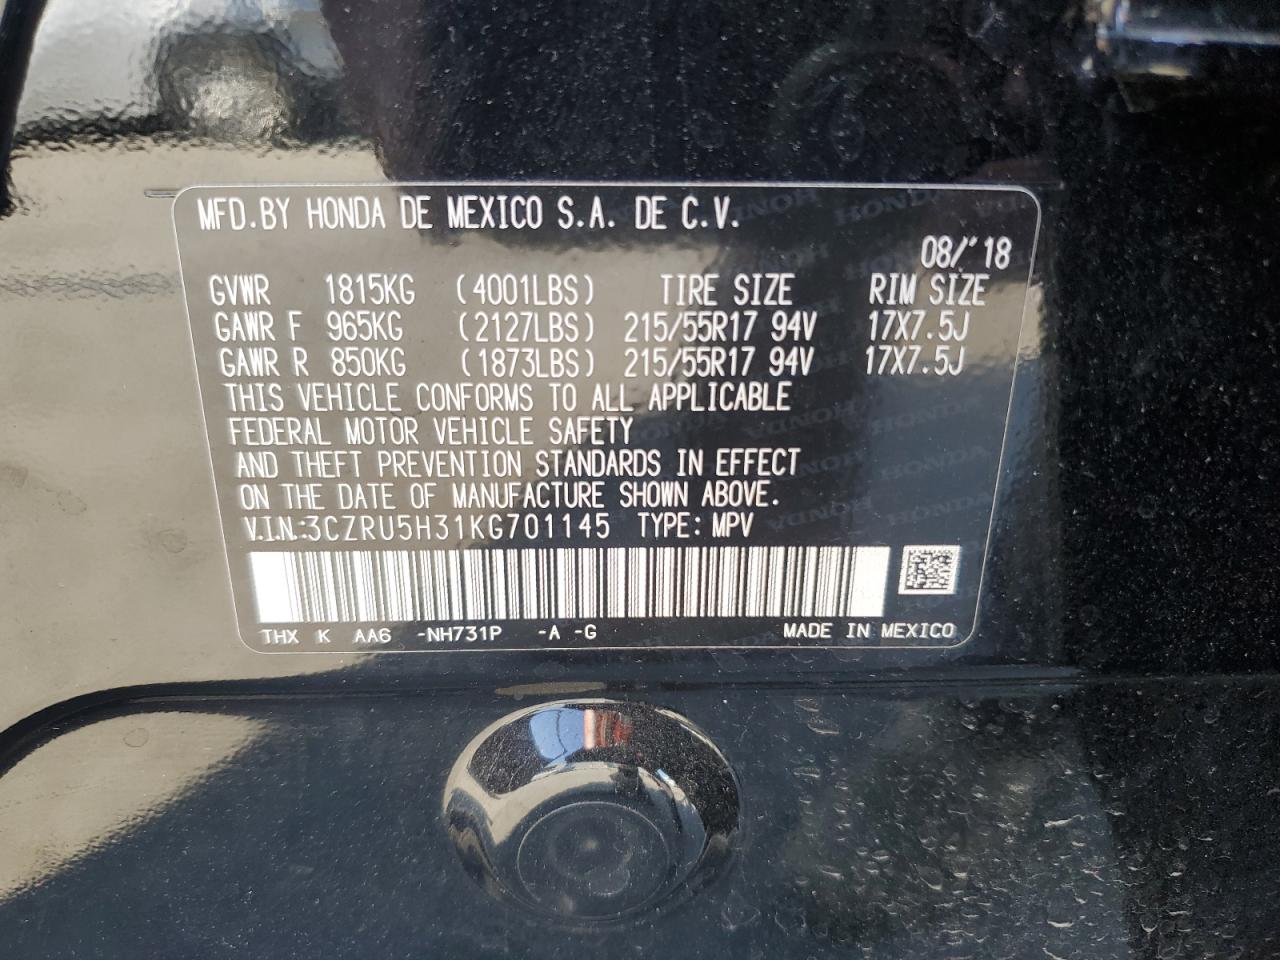 MFD.BY HONDA DE MEXICO S.A. DE C.V.
08/'18
GVWR 1815KG (4001LBS) TIRE SIZE RIM SIZE
GAWR F 965KG (2127LBS) 215/55R17 94V 17X7.5J
GAWR R 850KG (1873LBS) 215/55R17 94V 17X7.5J
THIS VEHICLE CONFORMS TO ALL APPLICABLE
FEDERAL MOTOR VEHICLE SAFETY
AND THEFT PREVENTION STANDARDS IN EFFECT
ON THE DATE OF MANUFACTURE SHOWN ABOVE.
V.I.N.:3CZRU5H31KG701145 TYPE: MPV
THX K AA6 -NH731P -A -G MADE IN MEXICO